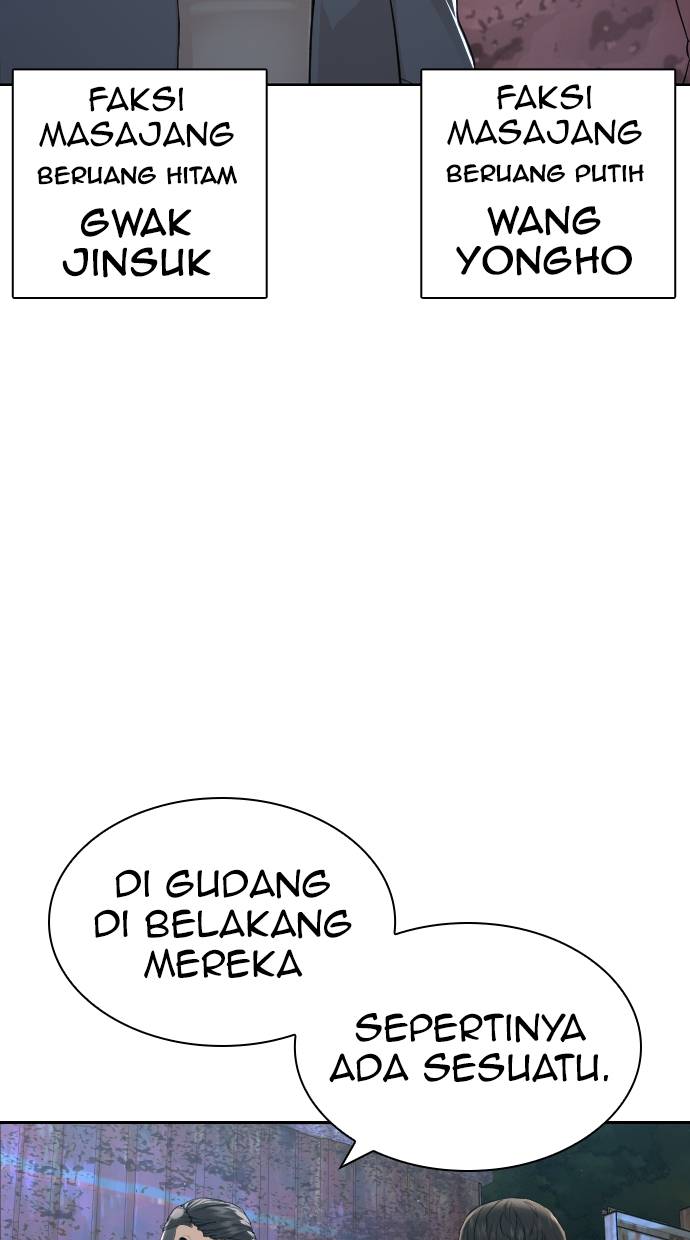 FAKSI
MASAJANG
BERUANG HITAM
GWAK
JINSUK
FAKSI
MASAJANG
BERUANG PUTIH
WANG
YONGHO
DI GUDANG
DI BELAKANG
MEREKA
SEPERTINYA
ADA SESUATU.